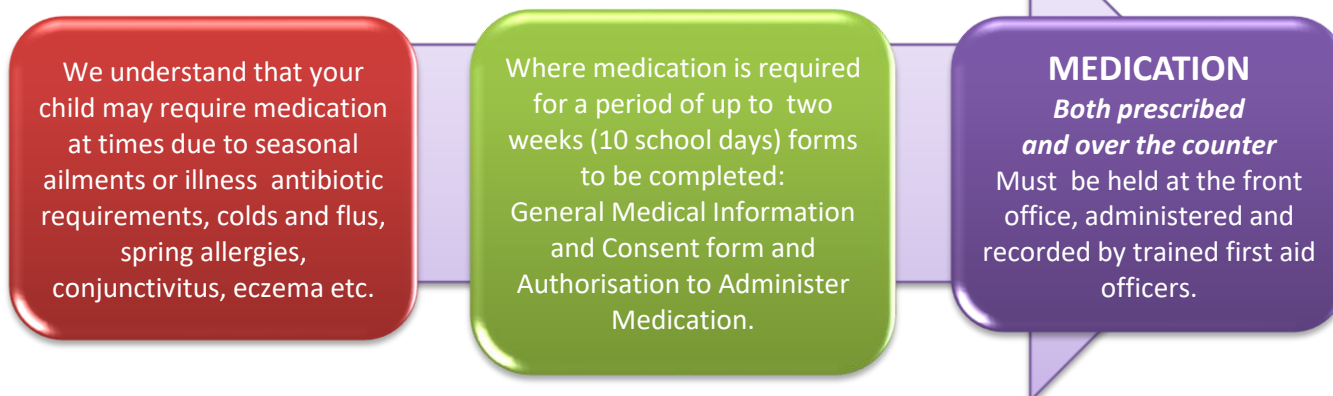 We understand that your
child may require medication
at times due to seasonal
ailments or illness antibiotic
requirements, colds and flus,
spring allergies,
conjunctivitus, eczema etc.
Where medication is required
for a period of up to two
weeks (10 school days) forms
to be completed:
General Medical Information
and Consent form and
Authorisation to Administer
Medication.
MEDICATION
Both prescribed
and over the counter
Must be held at the front
office, administered and
recorded by trained first aid
officers.